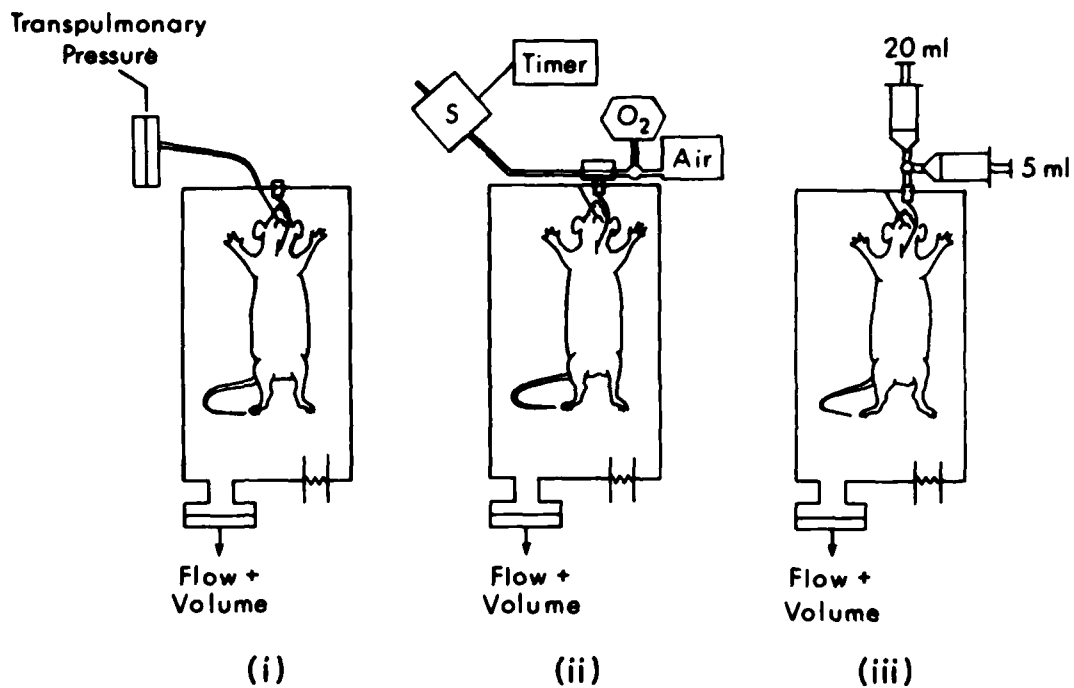 Transpulmonary
Pressure
Timer
S
O₂
Air
20 ml
5 ml
Flow +
Volume
Flow +
Volume
Flow +
Volume
(i)
(ii)
(iii)